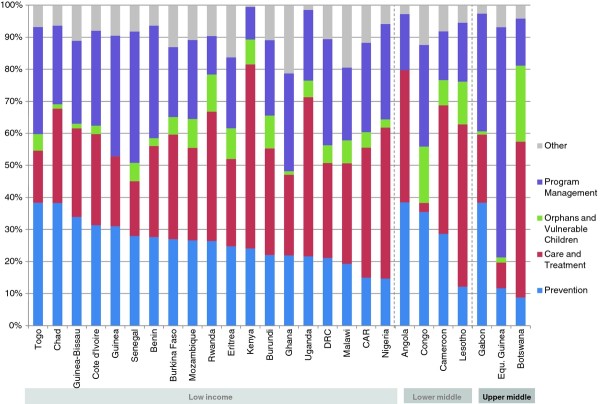 100%
90%
80%
70%
60%
50%
40%
30%
20%
10%
0%
Other
Program
Management
Orphans and
Vulnerable
Children
Care and
Treatment
Prevention
Togo
Chad
Guinea-Bissau
Cote d'Ivoire
Guinea
Senegal
Benin
Burkina Faso
Mozambique
Rwanda
Eritrea
Kenya
Burundi
Ghana
Uganda
DRC
Malawi
CAR
Nigeria
Angola
Congo
Cameroon
Lesotho
Gabon
Equ. Guinea
Botswana
Low income
Lower middle
Upper middle